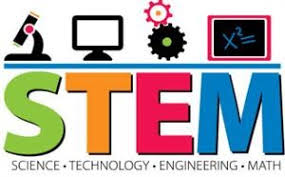 x²=
STEM
SCIENCE • TECHNOLOGY • ENGINEERING • MATH